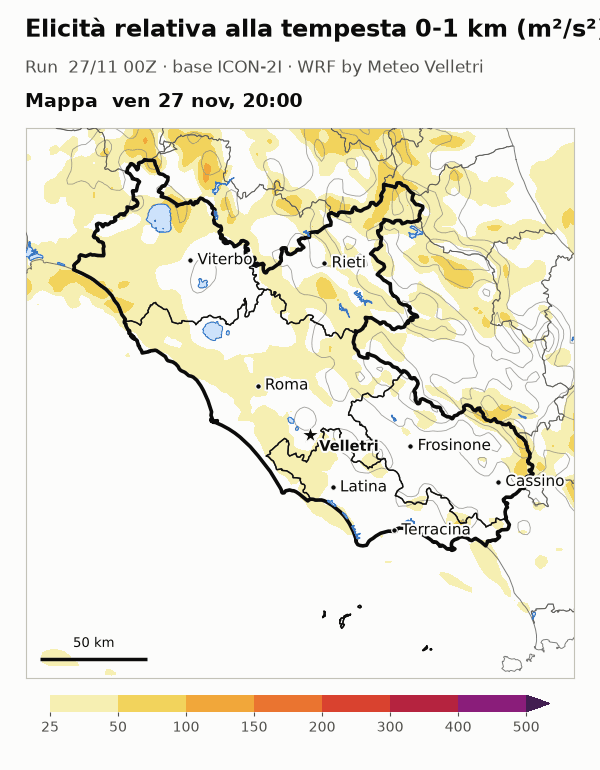 Elicità relativa alla tempesta 0-1 km (m²/s²)
Run  27/11 00Z · base ICON-2I · WRF by Meteo Velletri
Mappa  ven 27 nov, 20:00
Viterbo
Rieti
Roma
Velletri
Frosinone
Cassino
Latina
Terracina
50 km
25 50 100 150 200 300 400 500